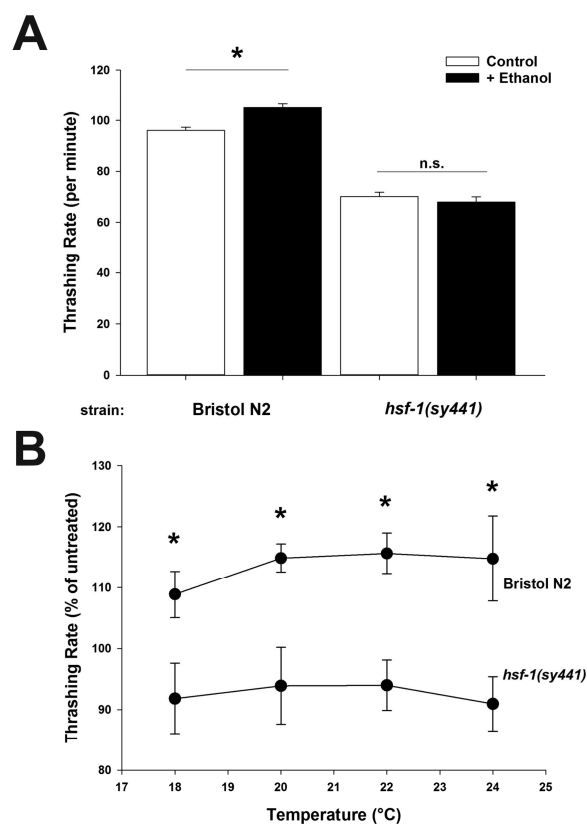 A
Control
+ Ethanol
*
n.s.
Thrashing Rate (per minute)
120
100
80
60
40
20
0
strain: Bristol N2 hsf-1(sy441)
B
Thrashing Rate (% of untreated)
130
120
110
100
90
80
* * * *
Bristol N2
hsf-1(sy441)
17 18 19 20 21 22 23 24 25
Temperature (°C)